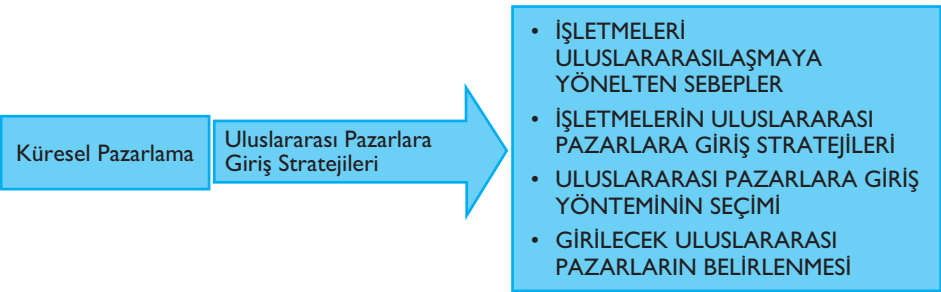 Küresel Pazarlama
Uluslararası Pazarlara
Giriş Stratejileri
• İŞLETMELERİ
ULUSLARARASILAŞMAYA
YÖNELTEN SEBEPLER
• İŞLETMELERİN ULUSLARARASI
PAZARLARA GİRİŞ STRATEJİLERİ
• ULUSLARARASI PAZARLARA GİRİŞ
YÖNTEMİNİN SEÇİMİ
• GİRİLECEK ULUSLARARASI
PAZARLARIN BELİRLENMESİ